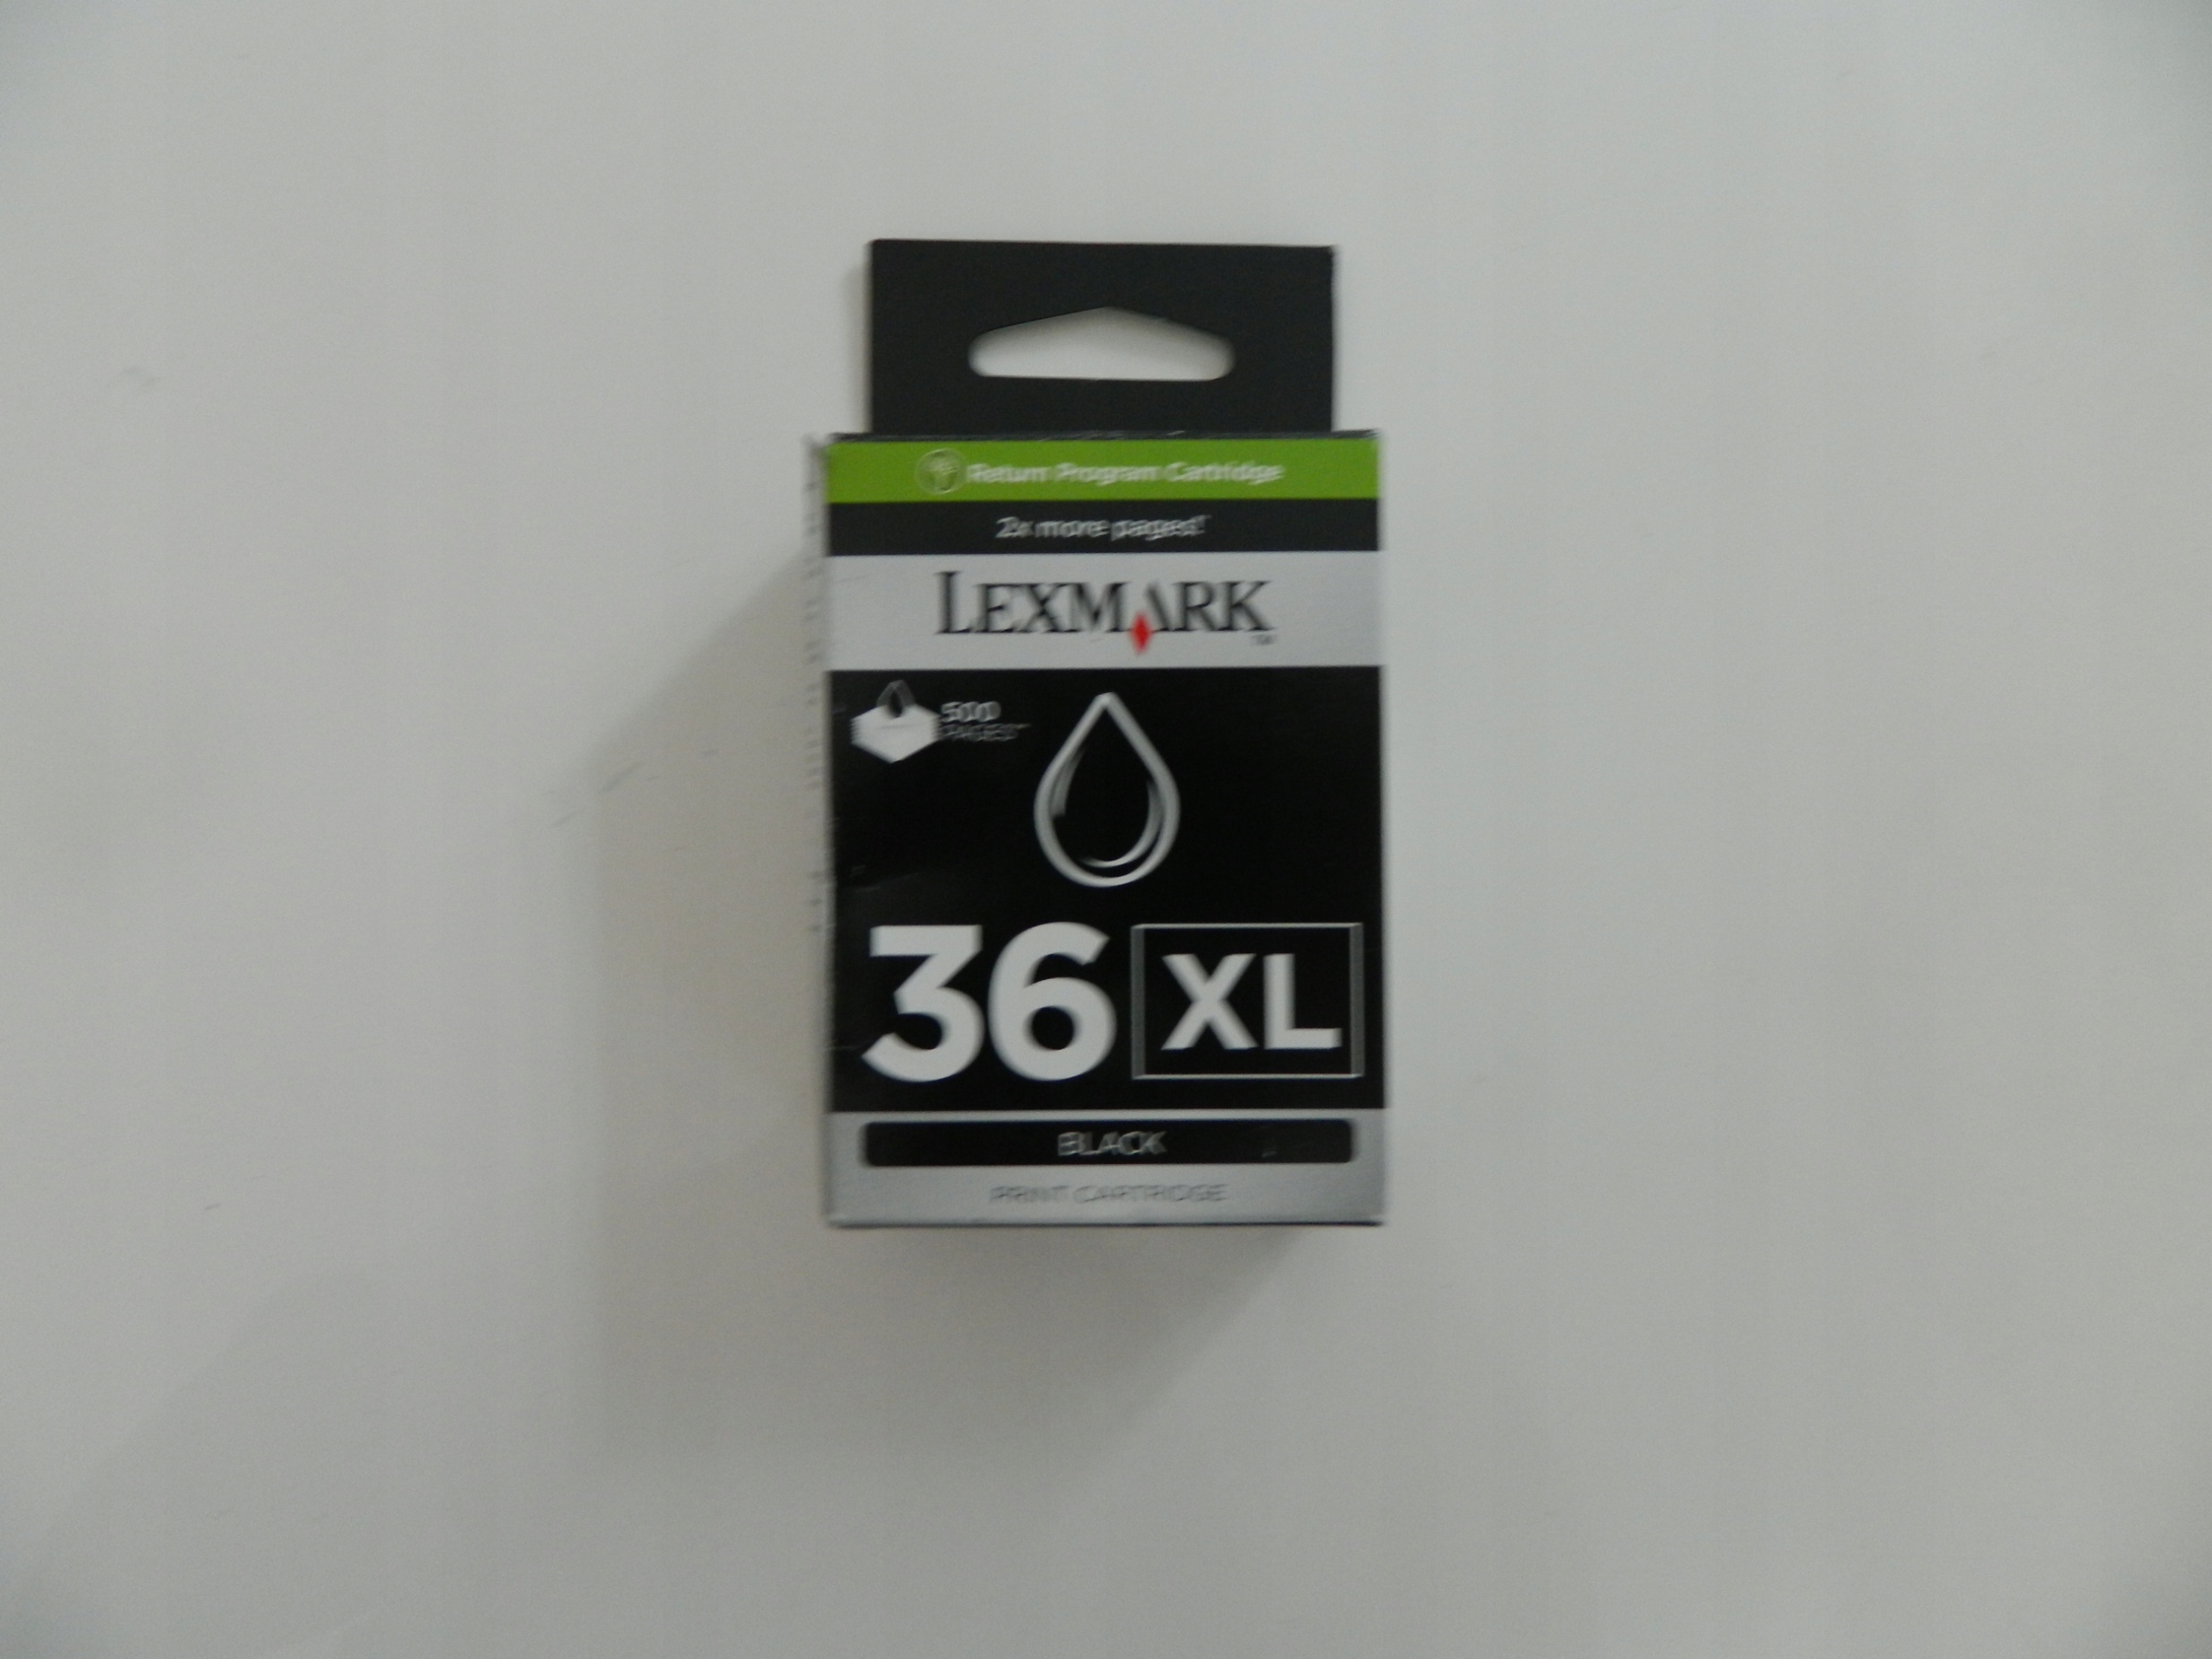 Return Program Cartridge
2x more pages!
LEXMARK
500
PAGES**
36 XL
BLACK
PRINT CARTRIDGE